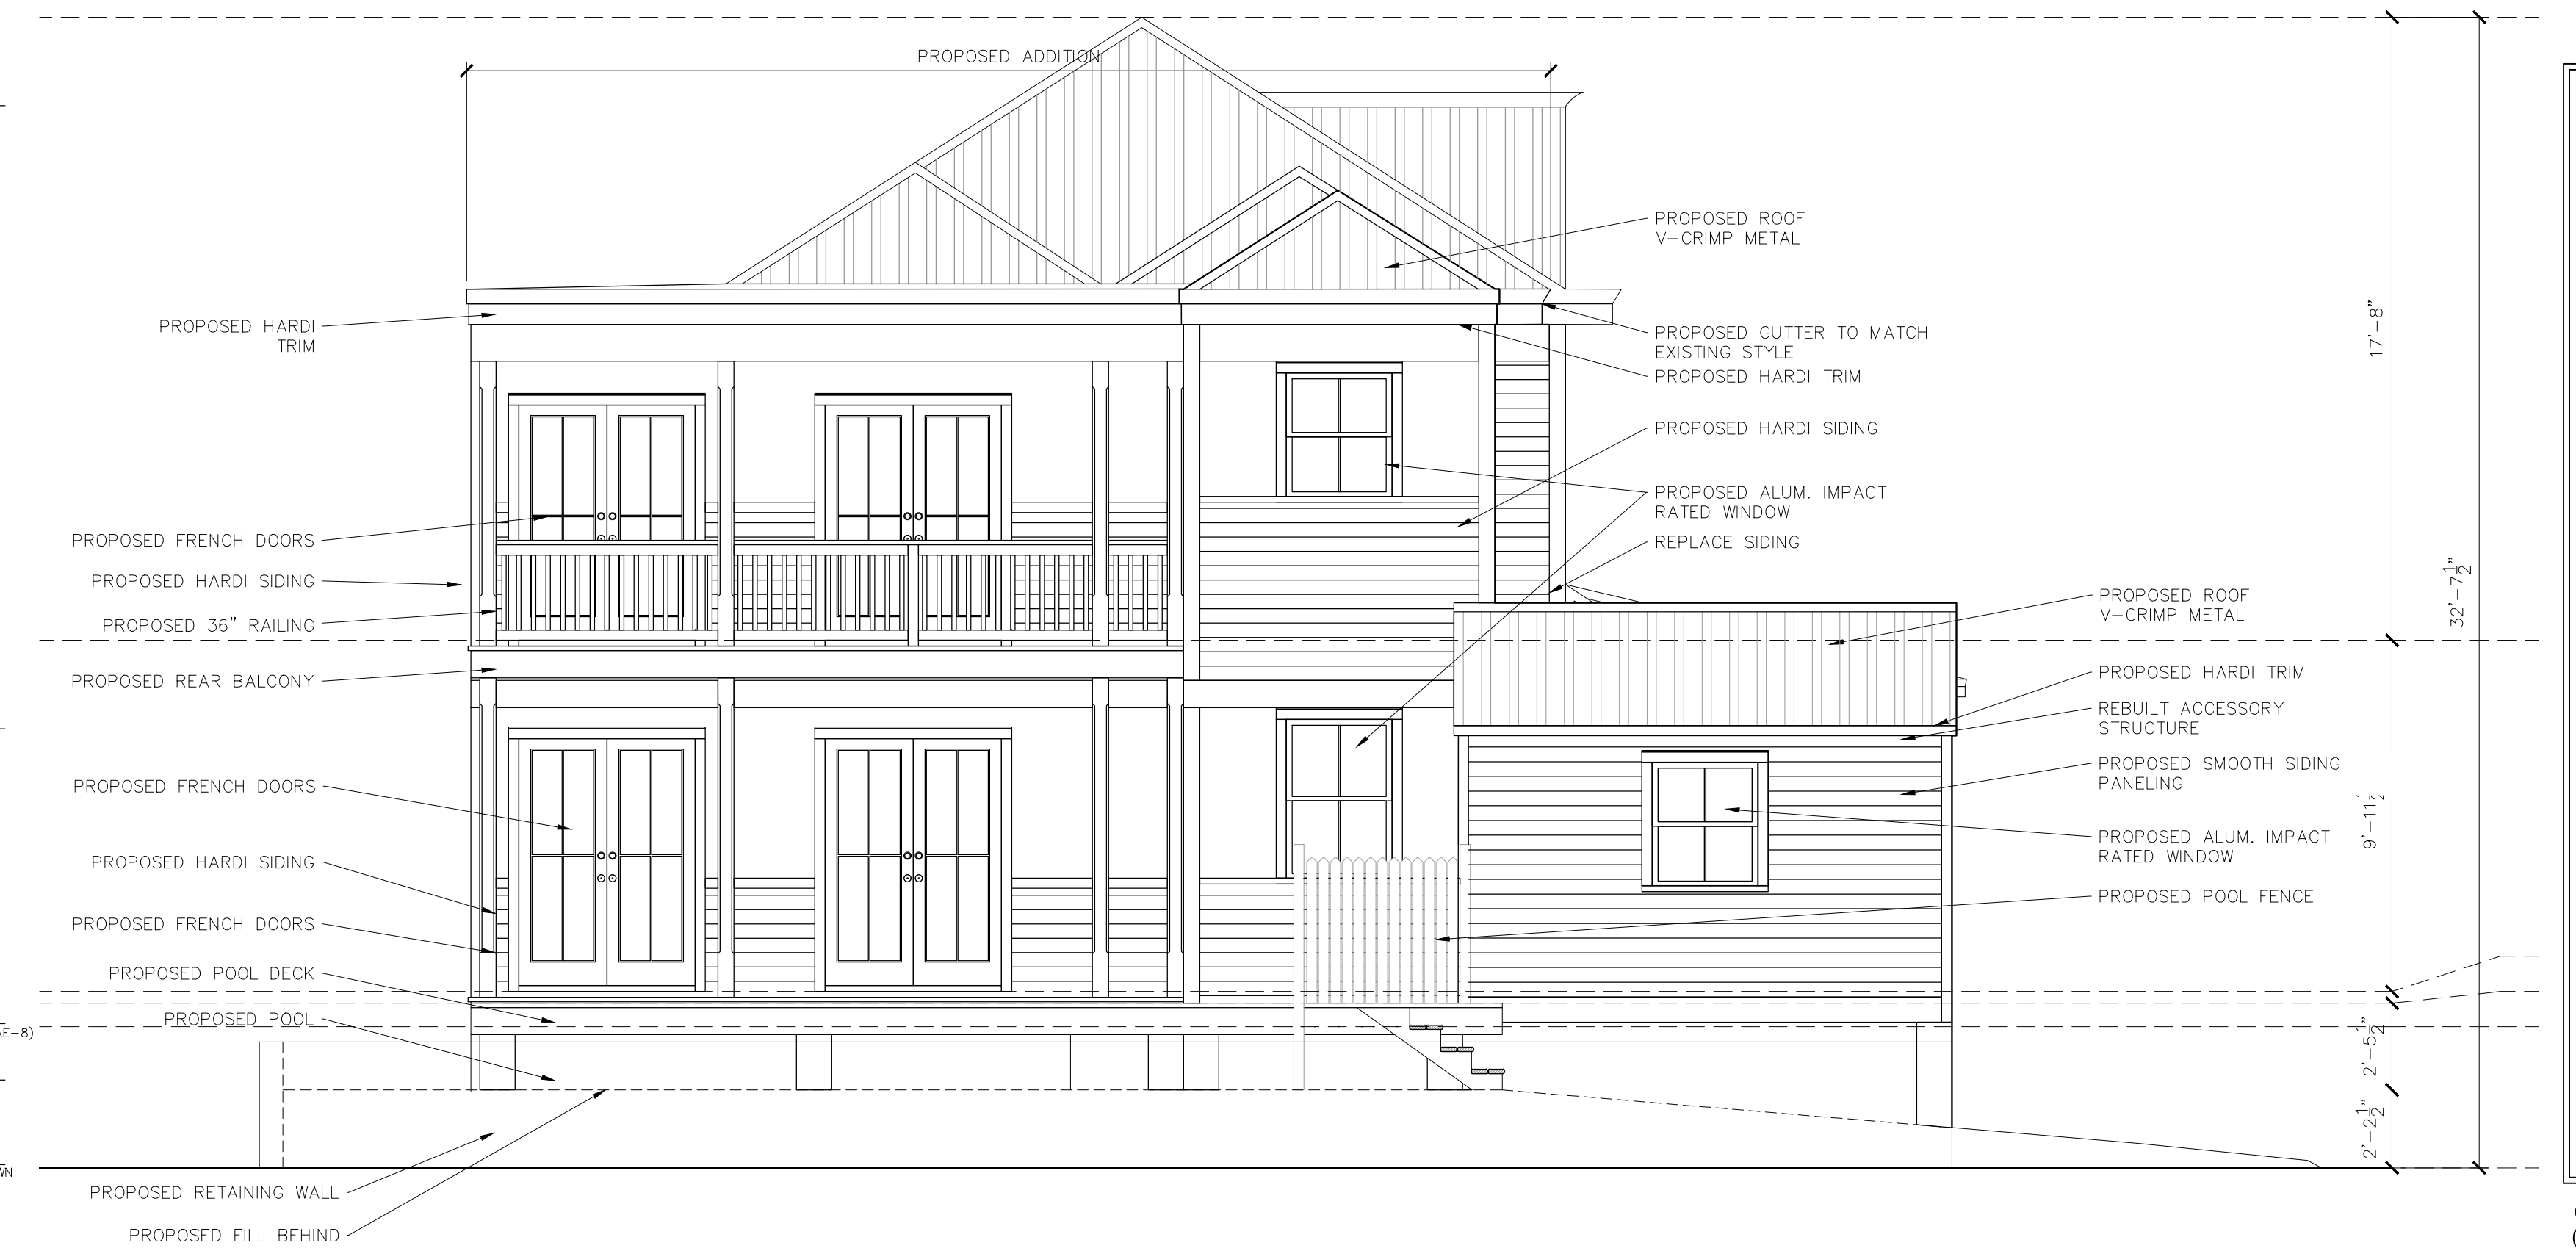 PROPOSED ADDITION
PROPOSED HARDI
TRIM
PROPOSED FRENCH DOORS
PROPOSED HARDI SIDING
PROPOSED 36” RAILING
PROPOSED REAR BALCONY
PROPOSED FRENCH DOORS
PROPOSED HARDI SIDING
PROPOSED FRENCH DOORS
PROPOSED POOL DECK
PROPOSED POOL
AE-8)
WN
PROPOSED RETAINING WALL
PROPOSED FILL BEHIND
PROPOSED ROOF
V-CRIMP METAL
PROPOSED GUTTER TO MATCH
EXISTING STYLE
PROPOSED HARDI TRIM
PROPOSED HARDI SIDING
PROPOSED ALUM. IMPACT
RATED WINDOW
REPLACE SIDING
PROPOSED ROOF
V-CRIMP METAL
PROPOSED HARDI TRIM
REBUILT ACCESSORY
STRUCTURE
PROPOSED SMOOTH SIDING
PANELING
PROPOSED ALUM. IMPACT
RATED WINDOW
PROPOSED POOL FENCE
17'-8”
32'-7½”
2'-5½”
2'-2½”